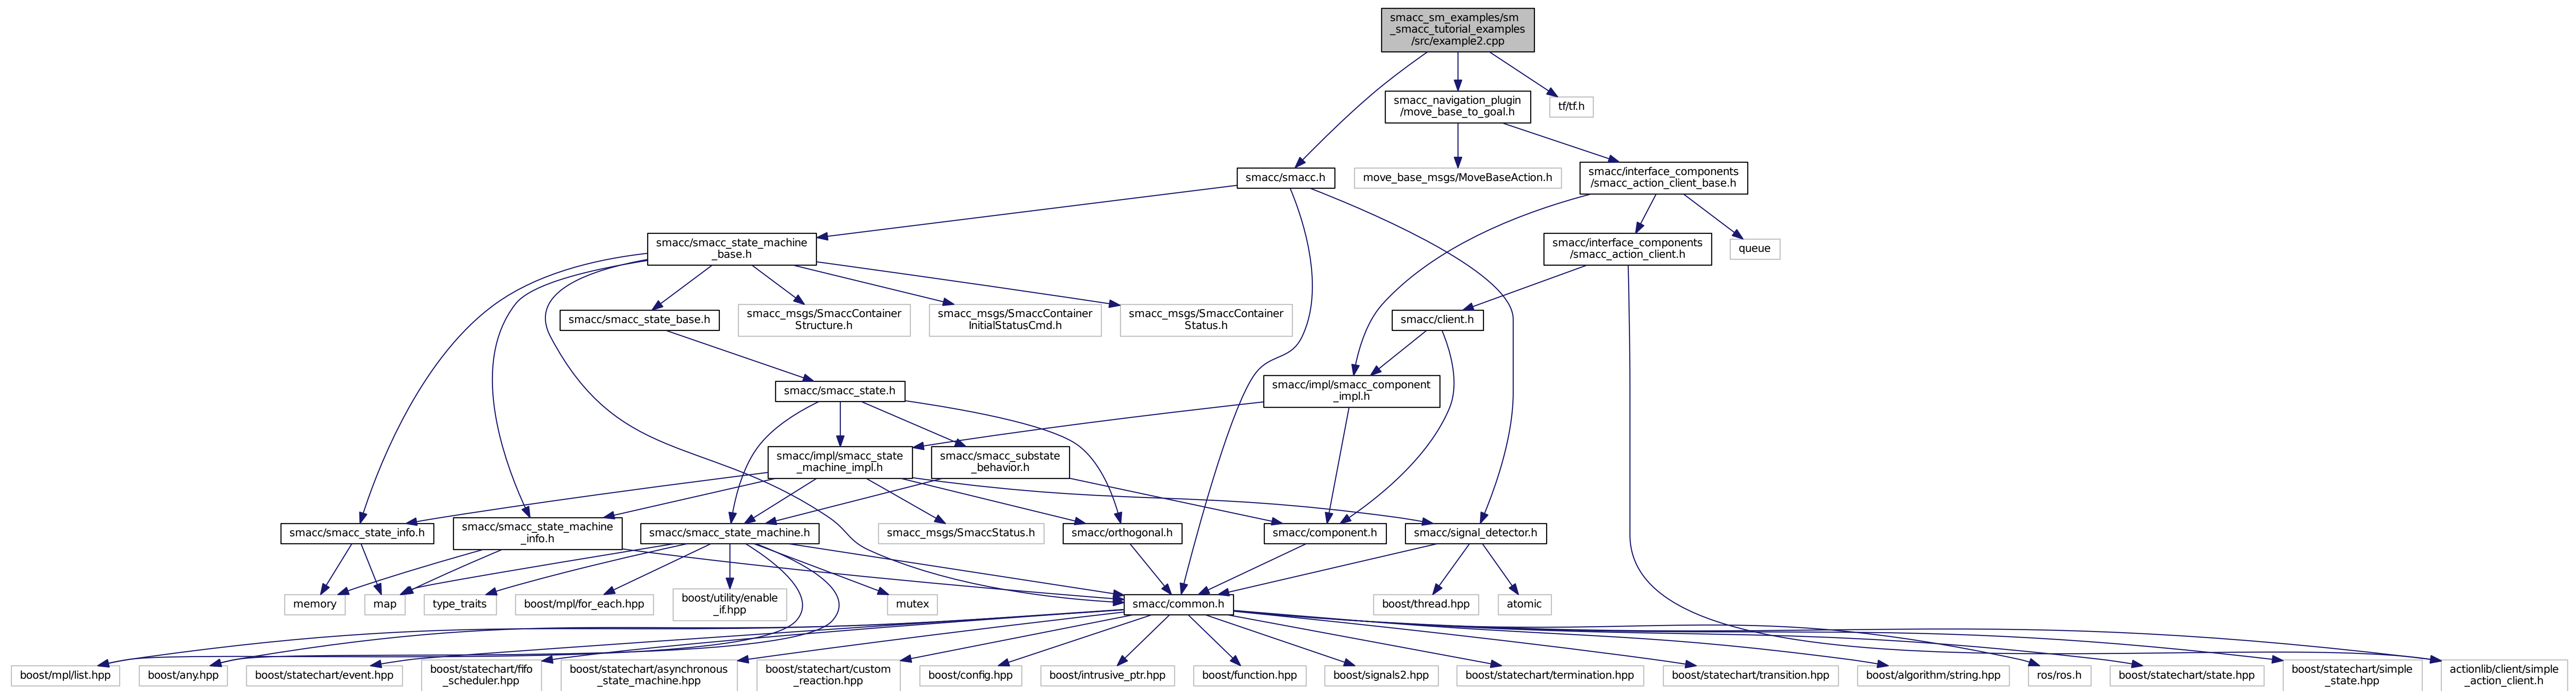 smacc_sm_examples/sm
_smacc_tutorial_examples
/src/example2.cpp
smacc_navigation_plugin
/move_base_to_goal.h
tf/tf.h
smacc/smacc.h
move_base_msgs/MoveBaseAction.h
smacc/interface_components
/smacc_action_client_base.h
smacc/smacc_state_machine
_base.h
smacc/interface_components
/smacc_action_client.h
queue
smacc/smacc_state_base.h
smacc_msgs/SmaccContainer
Structure.h
smacc_msgs/SmaccContainer
InitialStatusCmd.h
smacc_msgs/SmaccContainer
Status.h
smacc/client.h
smacc/smacc_state.h
smacc/impl/smacc_component
_impl.h
smacc/impl/smacc_state
_machine_impl.h
smacc/smacc_substate
_behavior.h
smacc/smacc_state_info.h
smacc/smacc_state_machine
_info.h
smacc/smacc_state_machine.h
smacc_msgs/SmaccStatus.h
smacc/orthogonal.h
smacc/component.h
smacc/signal_detector.h
memory
map
type_traits
boost/mpl/for_each.hpp
boost/utility/enable
_if.hpp
mutex
smacc/common.h
boost/thread.hpp
atomic
boost/mpl/list.hpp
boost/any.hpp
boost/statechart/event.hpp
boost/statechart/fifo
_scheduler.hpp
boost/statechart/asynchronous
_state_machine.hpp
boost/statechart/custom
_reaction.hpp
boost/config.hpp
boost/intrusive_ptr.hpp
boost/function.hpp
boost/signals2.hpp
boost/statechart/termination.hpp
boost/statechart/transition.hpp
boost/algorithm/string.hpp
ros/ros.h
boost/statechart/state.hpp
boost/statechart/simple
_state.hpp
actionlib/client/simple
_action_client.h